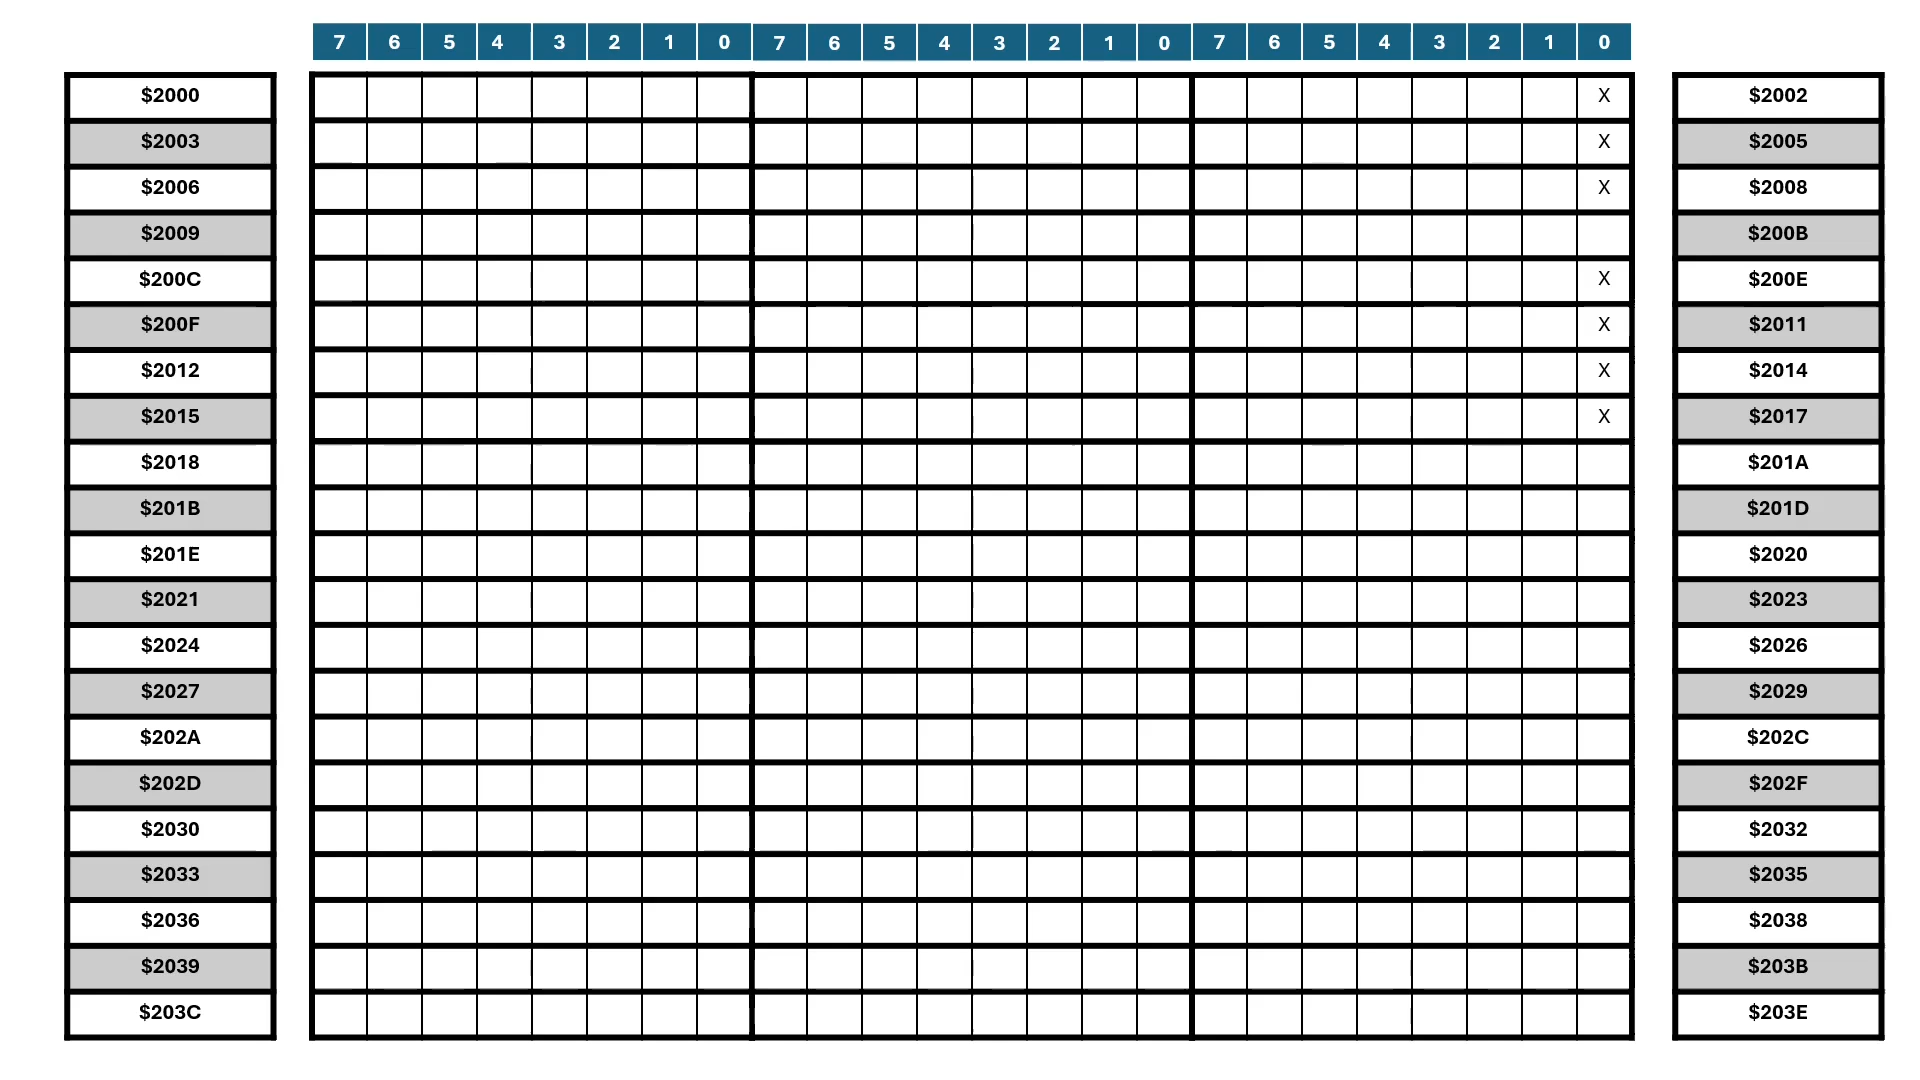 7 6 5 4 3 2 1 0 7 6 5 4 3 2 1 0 7 6 5 4 3 2 1 0
$2000 X $2002
$2003 X $2005
$2006 X $2008
$2009 $200B
$200C X $200E
$200F X $2011
$2012 X $2014
$2015 X $2017
$2018 $201A
$201B $201D
$201E $2020
$2021 $2023
$2024 $2026
$2027 $2029
$202A $202C
$202D $202F
$2030 $2032
$2033 $2035
$2036 $2038
$2039 $203B
$203C $203E